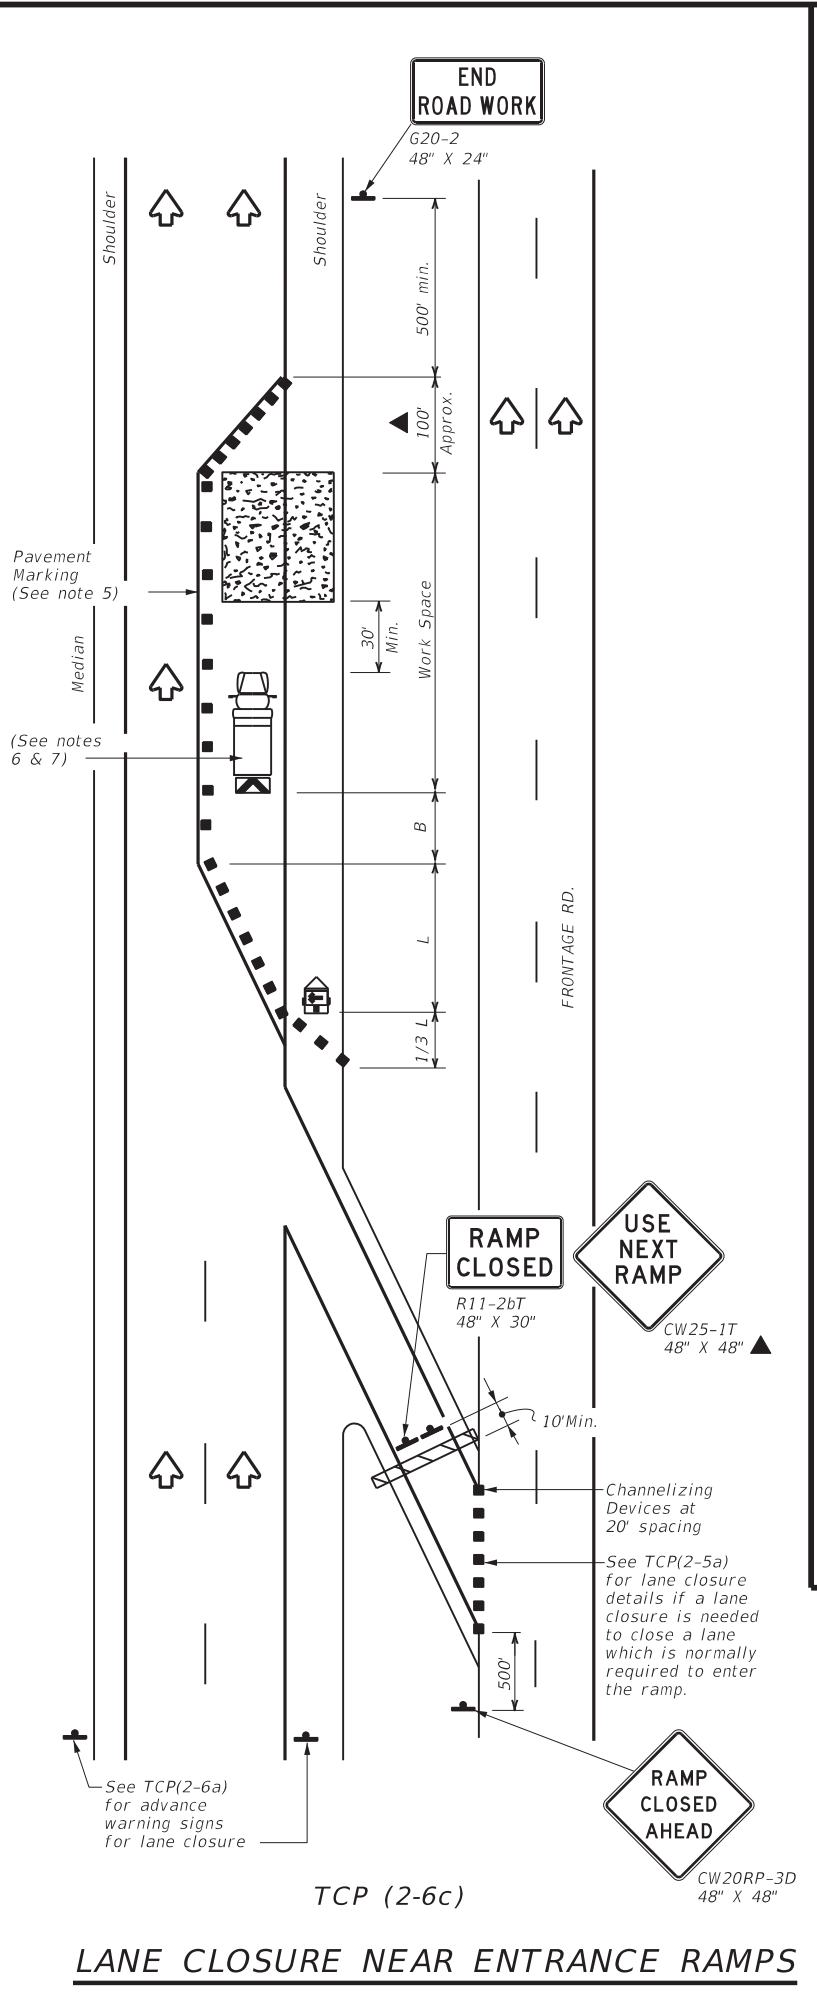 END
ROAD WORK
G20-2
48" X 24"
Shoulder
Shoulder
500' min.
100'
Approx.
Pavement
Marking
(See note 5)
30'
Min.
Work Space
Median
(See notes
6 & 7)
B
L
FRONTAGE RD.
1/3 L
RAMP
CLOSED
R11-2bT
48" X 30"
USE
NEXT
RAMP
CW25-1T
48" X 48"
10'Min.
Channelizing
Devices at
20' spacing
See TCP(2-5a)
for lane closure
details if a lane
closure is needed
to close a lane
which is normally
required to enter
the ramp.
500'
See TCP(2-6a)
for advance
warning signs
for lane closure
RAMP
CLOSED
AHEAD
CW20RP-3D
48" X 48"
TCP (2-6c)
LANE CLOSURE NEAR ENTRANCE RAMPS